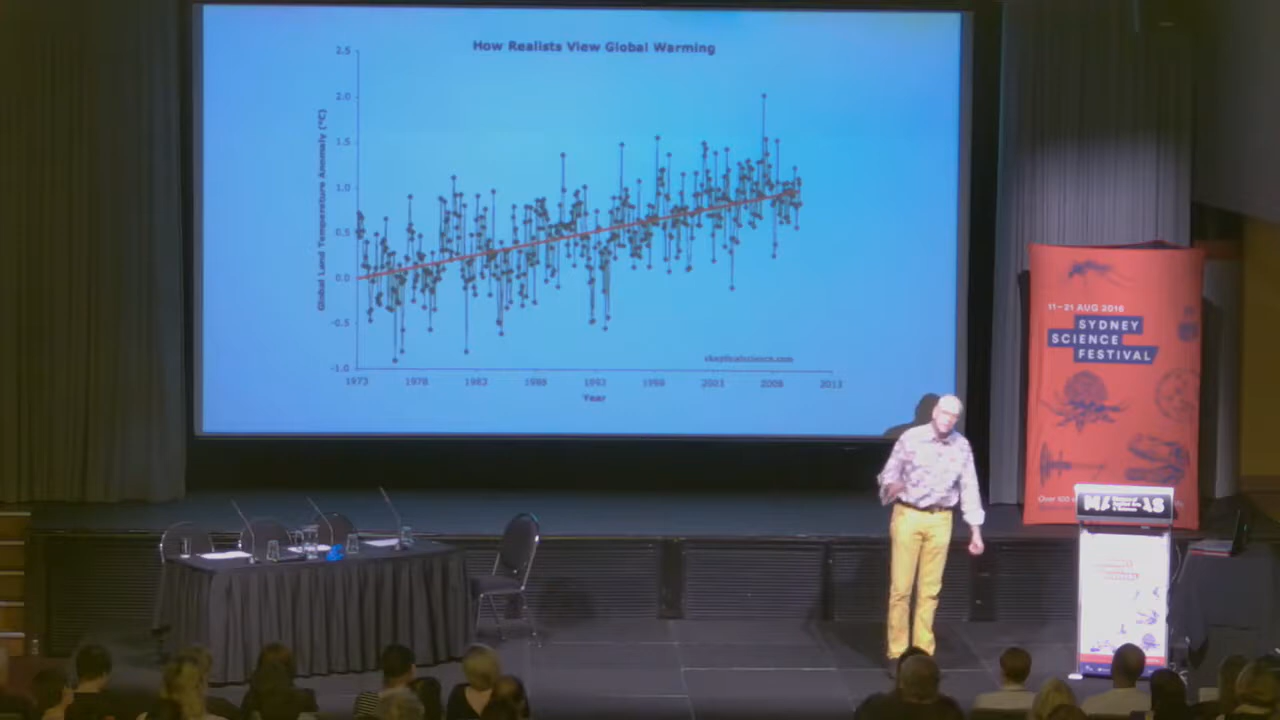 How Realists View Global Warming
Global Land Temperature Anomaly (°C)
2.5
2.0
1.5
1.0
0.5
0.0
-0.5
-1.0
1973
1978
1983
1988
1993
1998
2003
2008
2013
Year
skepticalscience.com
11-21 AUG 2016
SYDNEY
SCIENCE
FESTIVAL
Over 100